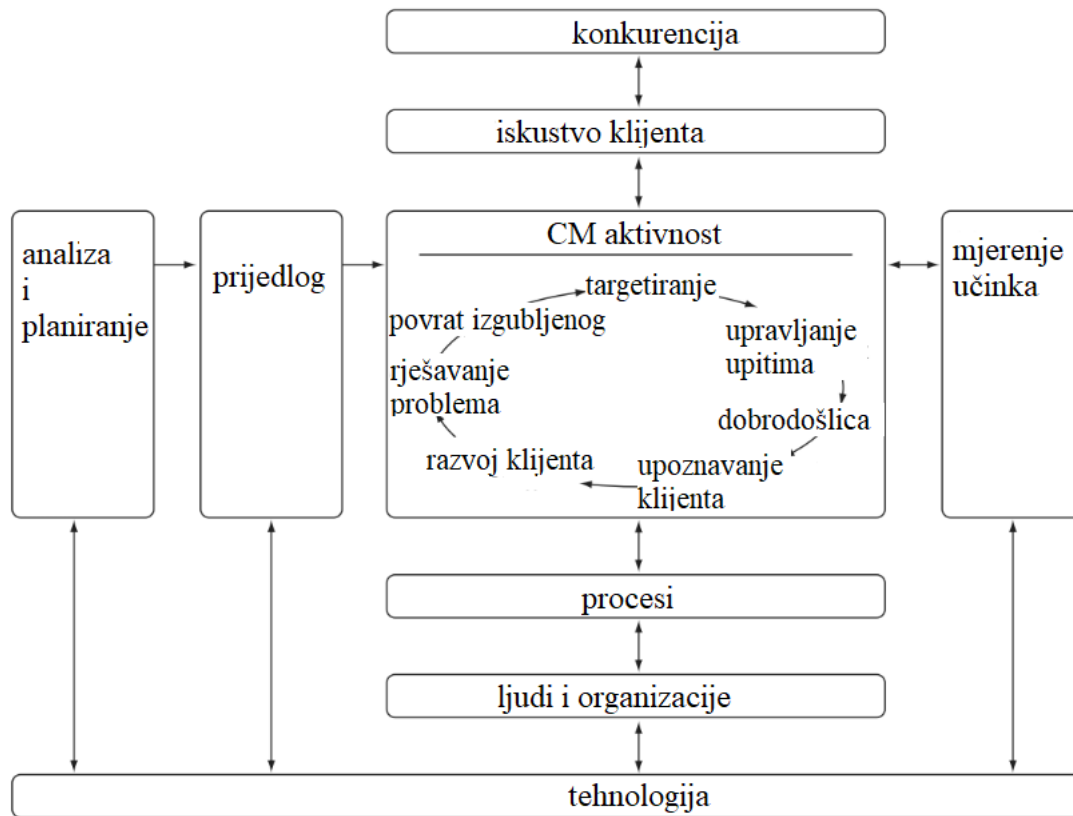 konkurencija
iskustvo klijenta
analiza
i
planiranje
prijedlog
CM aktivnost
targetiranje
povrat izgubljenog
upravljanje
upitima
rješavanje
problema
dobrodošlica
razvoj klijenta
upoznavanje
klijenta
mjerenje
učinka
procesi
ljudi i organizacije
tehnologija